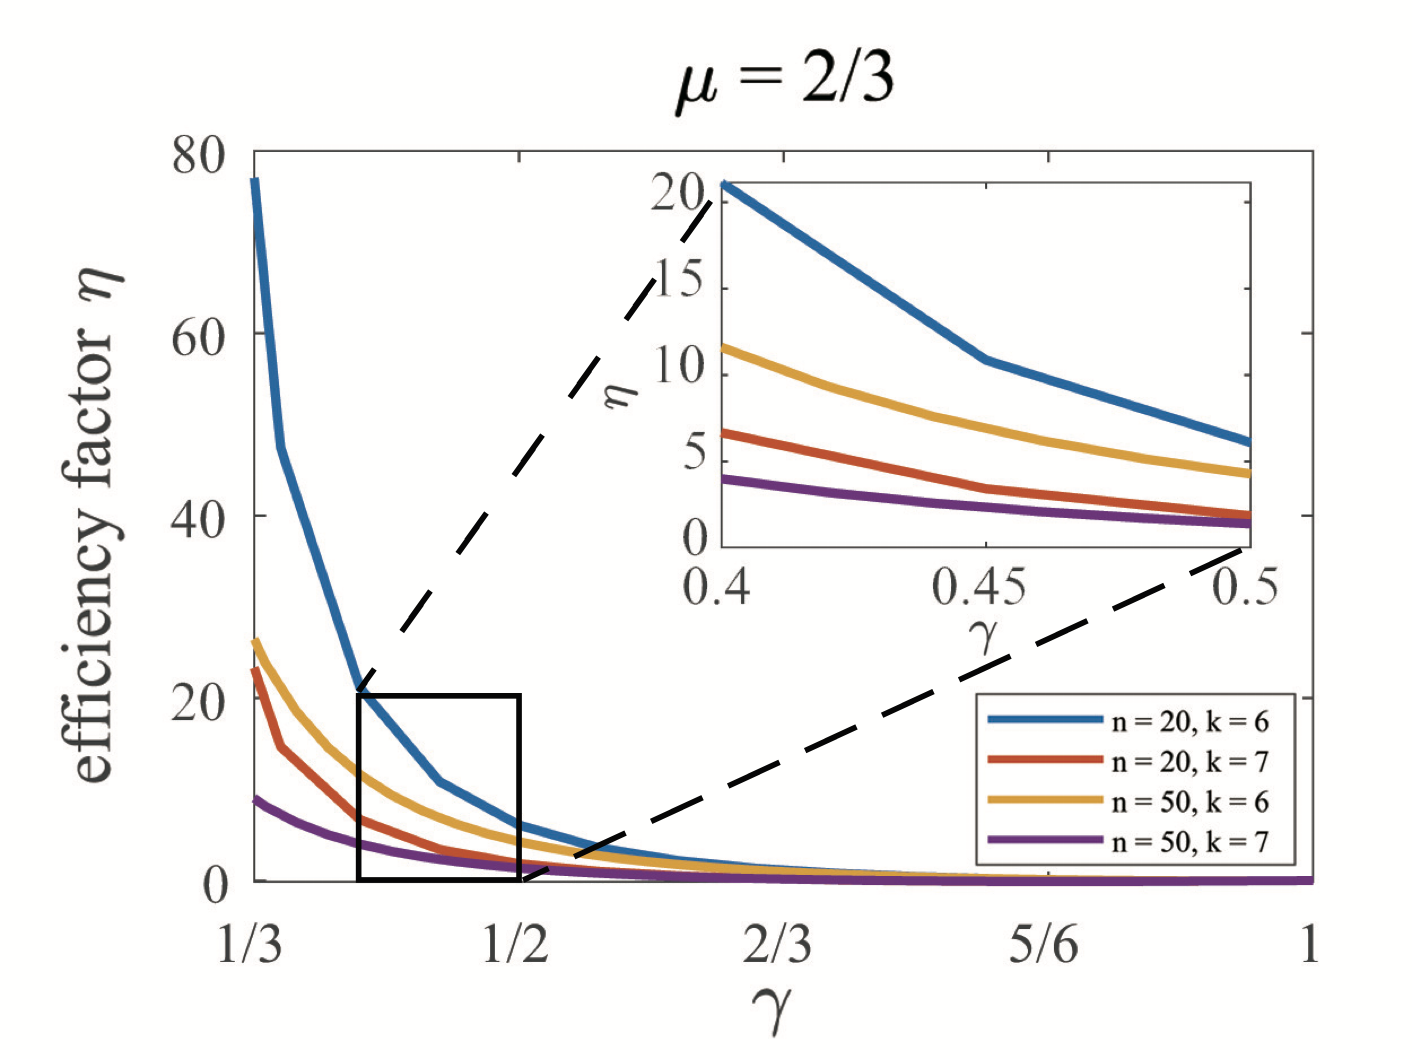 μ = 2/3
efficiency factor η
80
60
40
20
0
1/3 1/2 2/3 5/6 1
γ
η
20
15
10
5
0
0.4 0.45 0.5
γ
n = 20, k = 6
n = 20, k = 7
n = 50, k = 6
n = 50, k = 7